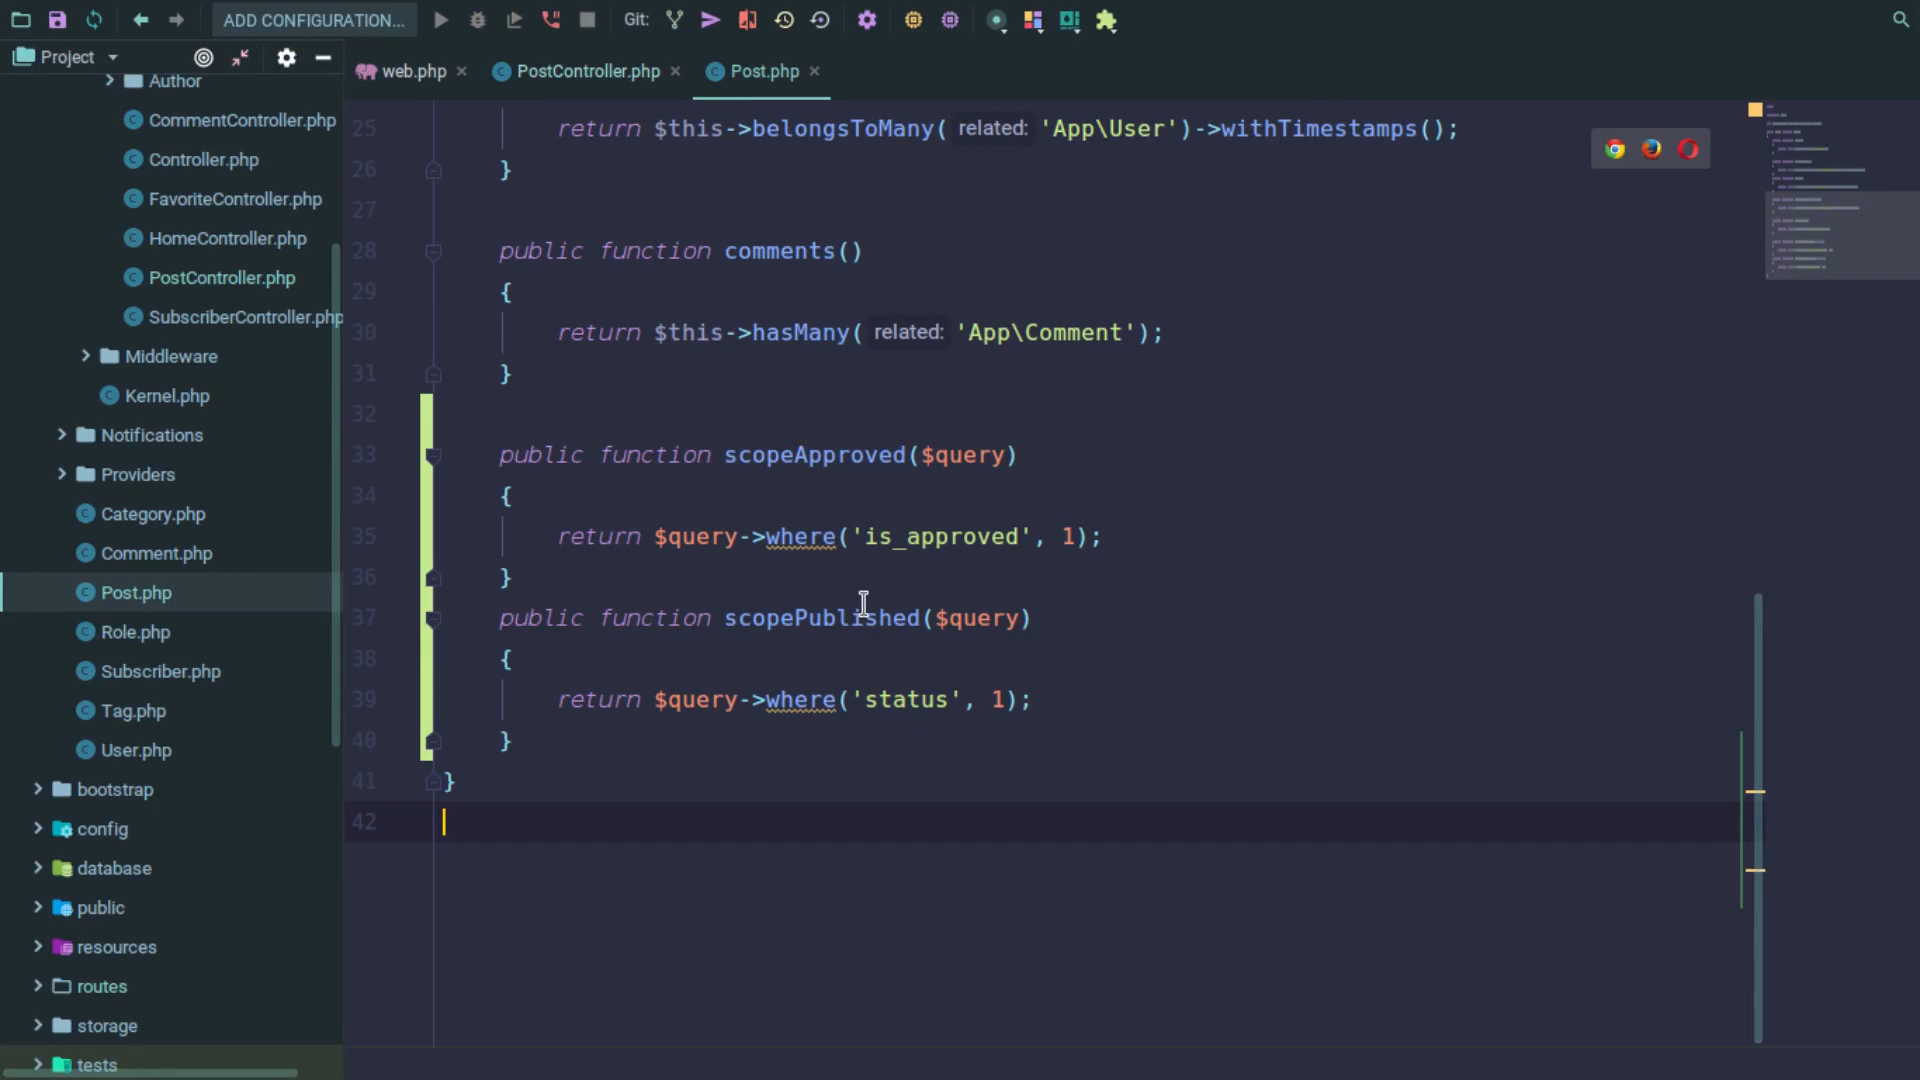 ADD CONFIGURATION...
Git:
Project
web.php
PostController.php
Post.php
Author
CommentController.php
Controller.php
FavoriteController.php
HomeController.php
PostController.php
SubscriberController.php
Middleware
Kernel.php
Notifications
Providers
Category.php
Comment.php
Post.php
Role.php
Subscriber.php
Tag.php
User.php
bootstrap
config
database
public
resources
routes
storage
tests
25 return $this->belongsToMany( related: 'App\User')->withTimestamps();
26 }
27
28 public function comments()
29 {
30 return $this->hasMany( related: 'App\Comment');
31 }
32
33 public function scopeApproved($query)
34 {
35 return $query->where('is_approved', 1);
36 }
37 public function scopePublished($query)
38 {
39 return $query->where('status', 1);
40 }
41 }
42